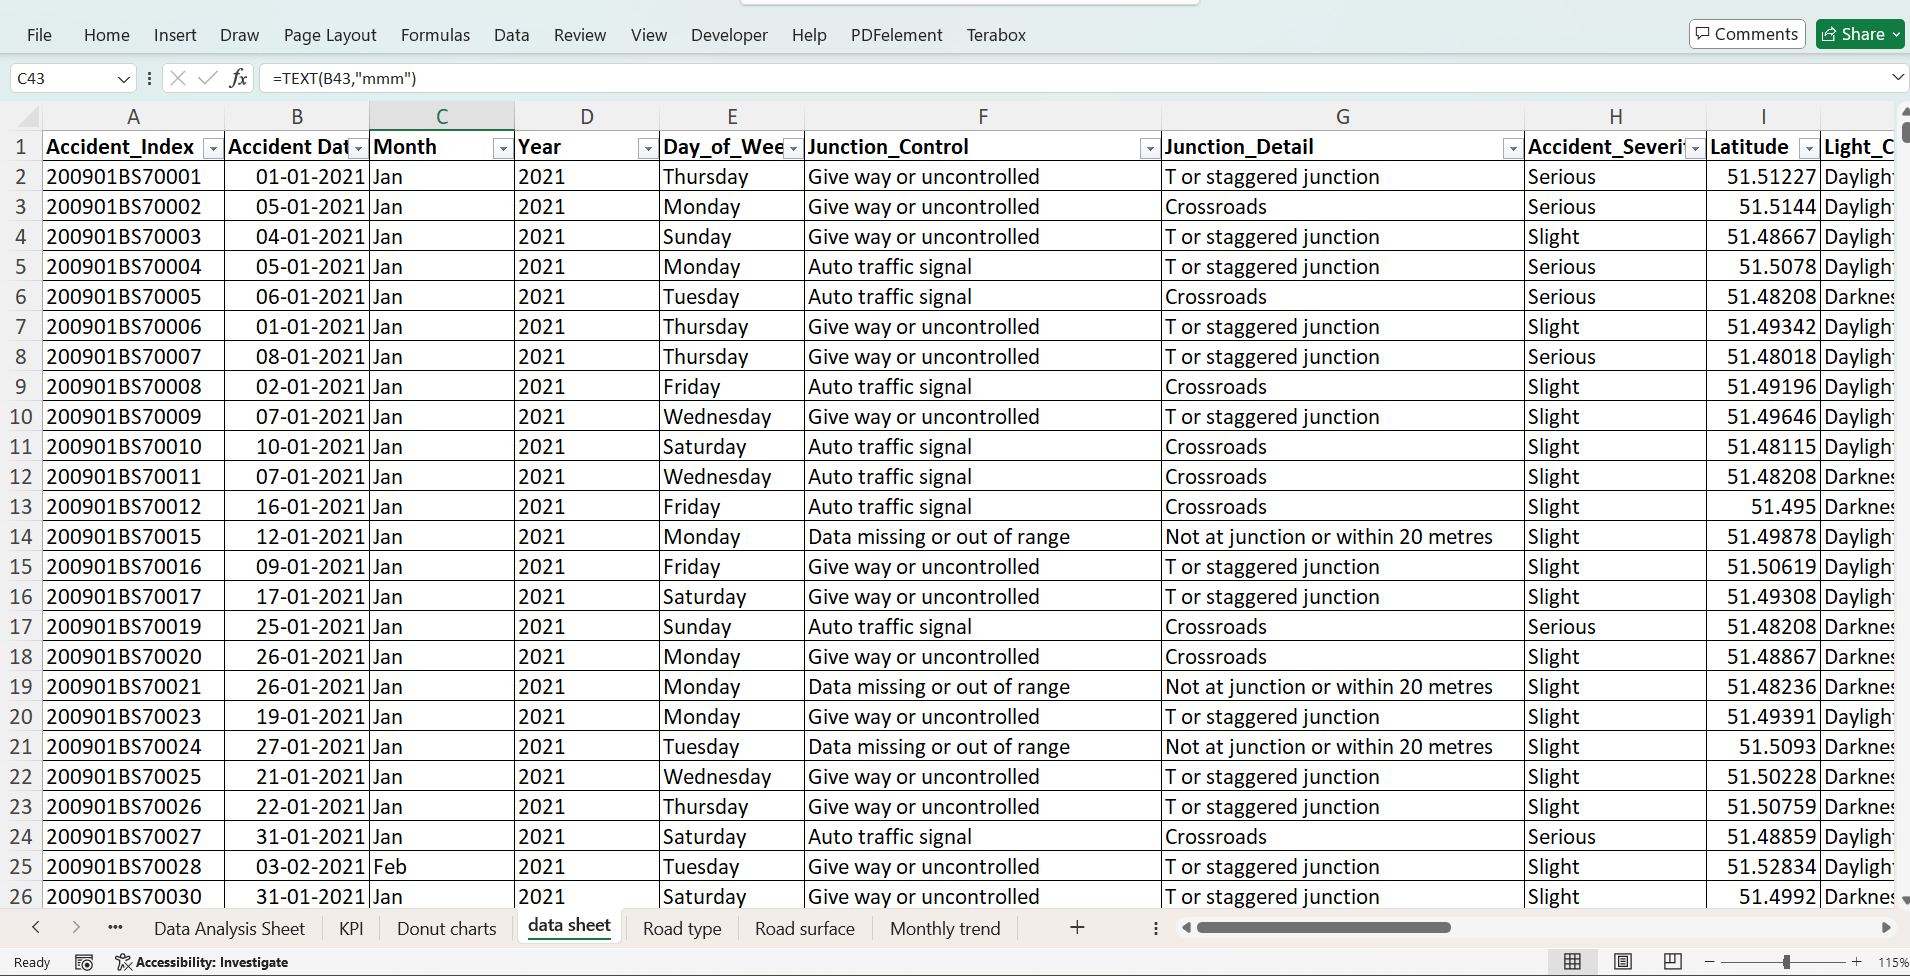 File Home Insert Draw Page Layout Formulas Data Review View Developer Help PDFelement Terabox Comments Share
C43 fx =TEXT(B43,"mmm")
A B C D E F G H I
1 Accident_Index Accident Dat Month Year Day_of_Wee Junction_Control Junction_Detail Accident_Severi Latitude Light_C
2 200901BS70001 01-01-2021 Jan 2021 Thursday Give way or uncontrolled T or staggered junction Serious 51.51227 Dayligh
3 200901BS70002 05-01-2021 Jan 2021 Monday Give way or uncontrolled Crossroads Serious 51.5144 Dayligh
4 200901BS70003 04-01-2021 Jan 2021 Sunday Give way or uncontrolled T or staggered junction Slight 51.48667 Dayligh
5 200901BS70004 05-01-2021 Jan 2021 Monday Auto traffic signal T or staggered junction Serious 51.5078 Dayligh
6 200901BS70005 06-01-2021 Jan 2021 Tuesday Auto traffic signal Crossroads Serious 51.48208 Darknes
7 200901BS70006 01-01-2021 Jan 2021 Thursday Give way or uncontrolled T or staggered junction Slight 51.49342 Dayligh
8 200901BS70007 08-01-2021 Jan 2021 Thursday Give way or uncontrolled T or staggered junction Serious 51.48018 Dayligh
9 200901BS70008 02-01-2021 Jan 2021 Friday Auto traffic signal Crossroads Slight 51.49196 Dayligh
10 200901BS70009 07-01-2021 Jan 2021 Wednesday Give way or uncontrolled T or staggered junction Slight 51.49646 Dayligh
11 200901BS70010 10-01-2021 Jan 2021 Saturday Auto traffic signal Crossroads Slight 51.48115 Dayligh
12 200901BS70011 07-01-2021 Jan 2021 Wednesday Auto traffic signal Crossroads Slight 51.48208 Darknes
13 200901BS70012 16-01-2021 Jan 2021 Friday Auto traffic signal Crossroads Slight 51.495 Darknes
14 200901BS70015 12-01-2021 Jan 2021 Monday Data missing or out of range Not at junction or within 20 metres Slight 51.49878 Dayligh
15 200901BS70016 09-01-2021 Jan 2021 Friday Give way or uncontrolled T or staggered junction Slight 51.50619 Dayligh
16 200901BS70017 17-01-2021 Jan 2021 Saturday Give way or uncontrolled T or staggered junction Slight 51.49308 Dayligh
17 200901BS70019 25-01-2021 Jan 2021 Sunday Auto traffic signal Crossroads Serious 51.48208 Darknes
18 200901BS70020 26-01-2021 Jan 2021 Monday Give way or uncontrolled Crossroads Slight 51.48867 Darknes
19 200901BS70021 26-01-2021 Jan 2021 Monday Data missing or out of range Not at junction or within 20 metres Slight 51.48236 Darknes
20 200901BS70023 19-01-2021 Jan 2021 Monday Give way or uncontrolled T or staggered junction Slight 51.49391 Dayligh
21 200901BS70024 27-01-2021 Jan 2021 Tuesday Data missing or out of range Not at junction or within 20 metres Slight 51.5093 Darknes
22 200901BS70025 21-01-2021 Jan 2021 Wednesday Give way or uncontrolled T or staggered junction Slight 51.50228 Darknes
23 200901BS70026 22-01-2021 Jan 2021 Thursday Give way or uncontrolled T or staggered junction Slight 51.50759 Darknes
24 200901BS70027 31-01-2021 Jan 2021 Saturday Auto traffic signal Crossroads Serious 51.48859 Dayligh
25 200901BS70028 03-02-2021 Feb 2021 Tuesday Give way or uncontrolled T or staggered junction Slight 51.52834 Dayligh
26 200901BS70030 31-01-2021 Jan 2021 Saturday Give way or uncontrolled T or staggered junction Slight 51.4992 Darknes
Data Analysis Sheet KPI Donut charts data sheet Road type Road surface Monthly trend
Ready Accessibility: Investigate 115%